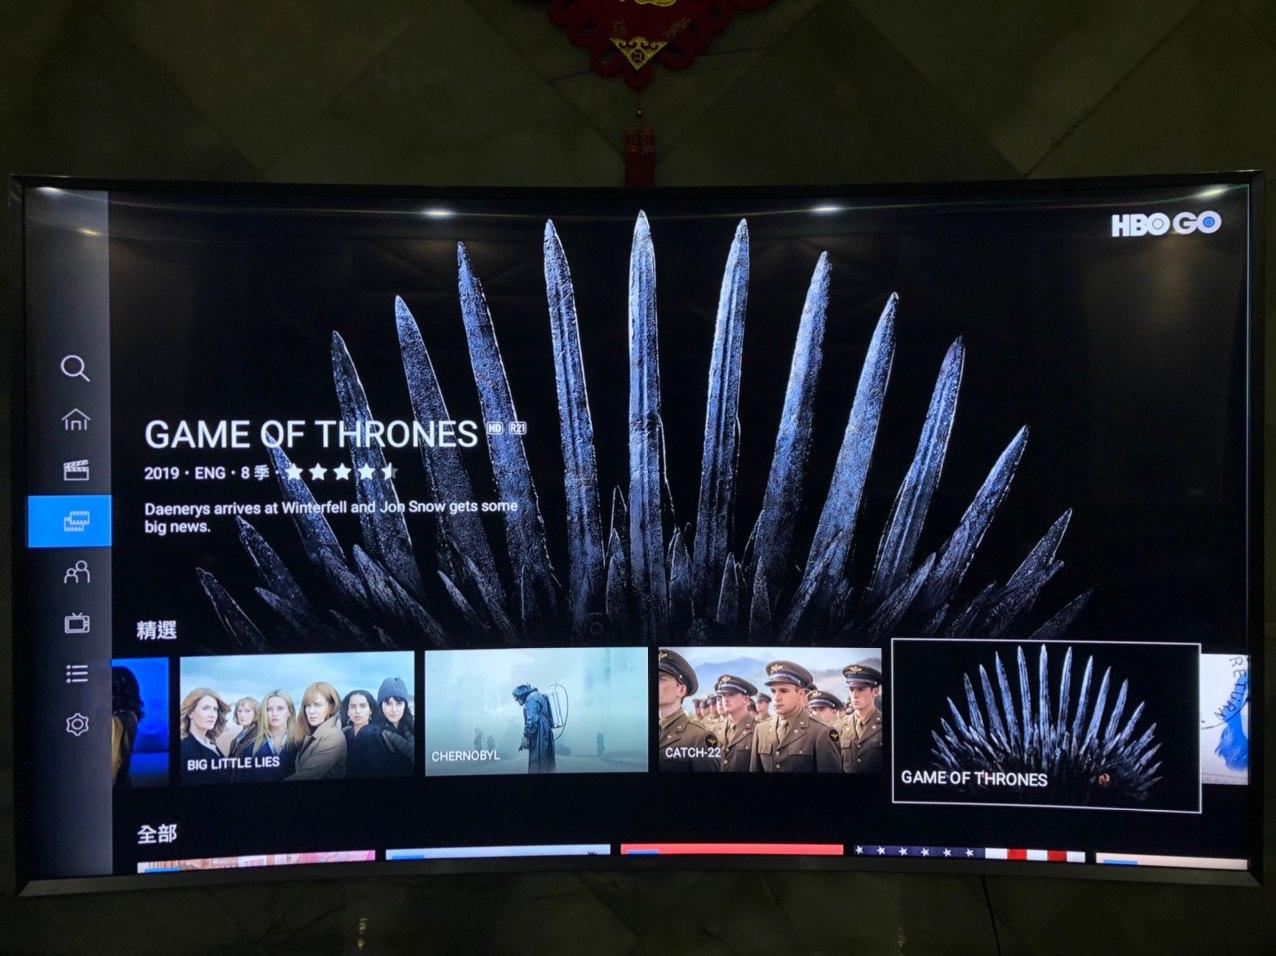 HBO GO
GAME OF THRONES HD R21
2019 · ENG · 8 季 ·
Daenerys arrives at Winterfell and Jon Snow gets some
big news.
精選
BIG LITTLE LIES
CHERNOBYL
CATCH-22
GAME OF THRONES
RETURN
全部